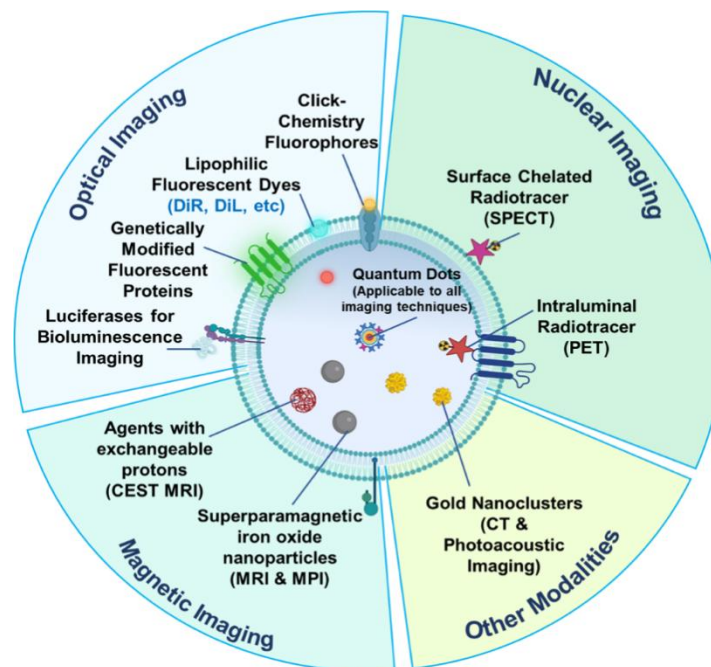 Optical Imaging
Click-
Chemistry
Fluorophores
Lipophilic
Fluorescent Dyes
(DiR, DiL, etc)
Genetically
Modified
Fluorescent
Proteins
Luciferases for
Bioluminescence
Imaging
Nuclear Imaging
Surface Chelated
Radiotracer
(SPECT)
Intraluminal
Radiotracer
(PET)
Quantum Dots
(Applicable to all
imaging techniques)
Agents with
exchangeable
protons
(CEST MRI)
Superparamagnetic
iron oxide
nanoparticles
(MRI & MPI)
Magnetic Imaging
Gold Nanoclusters
(CT &
Photoacoustic
Imaging)
Other Modalities